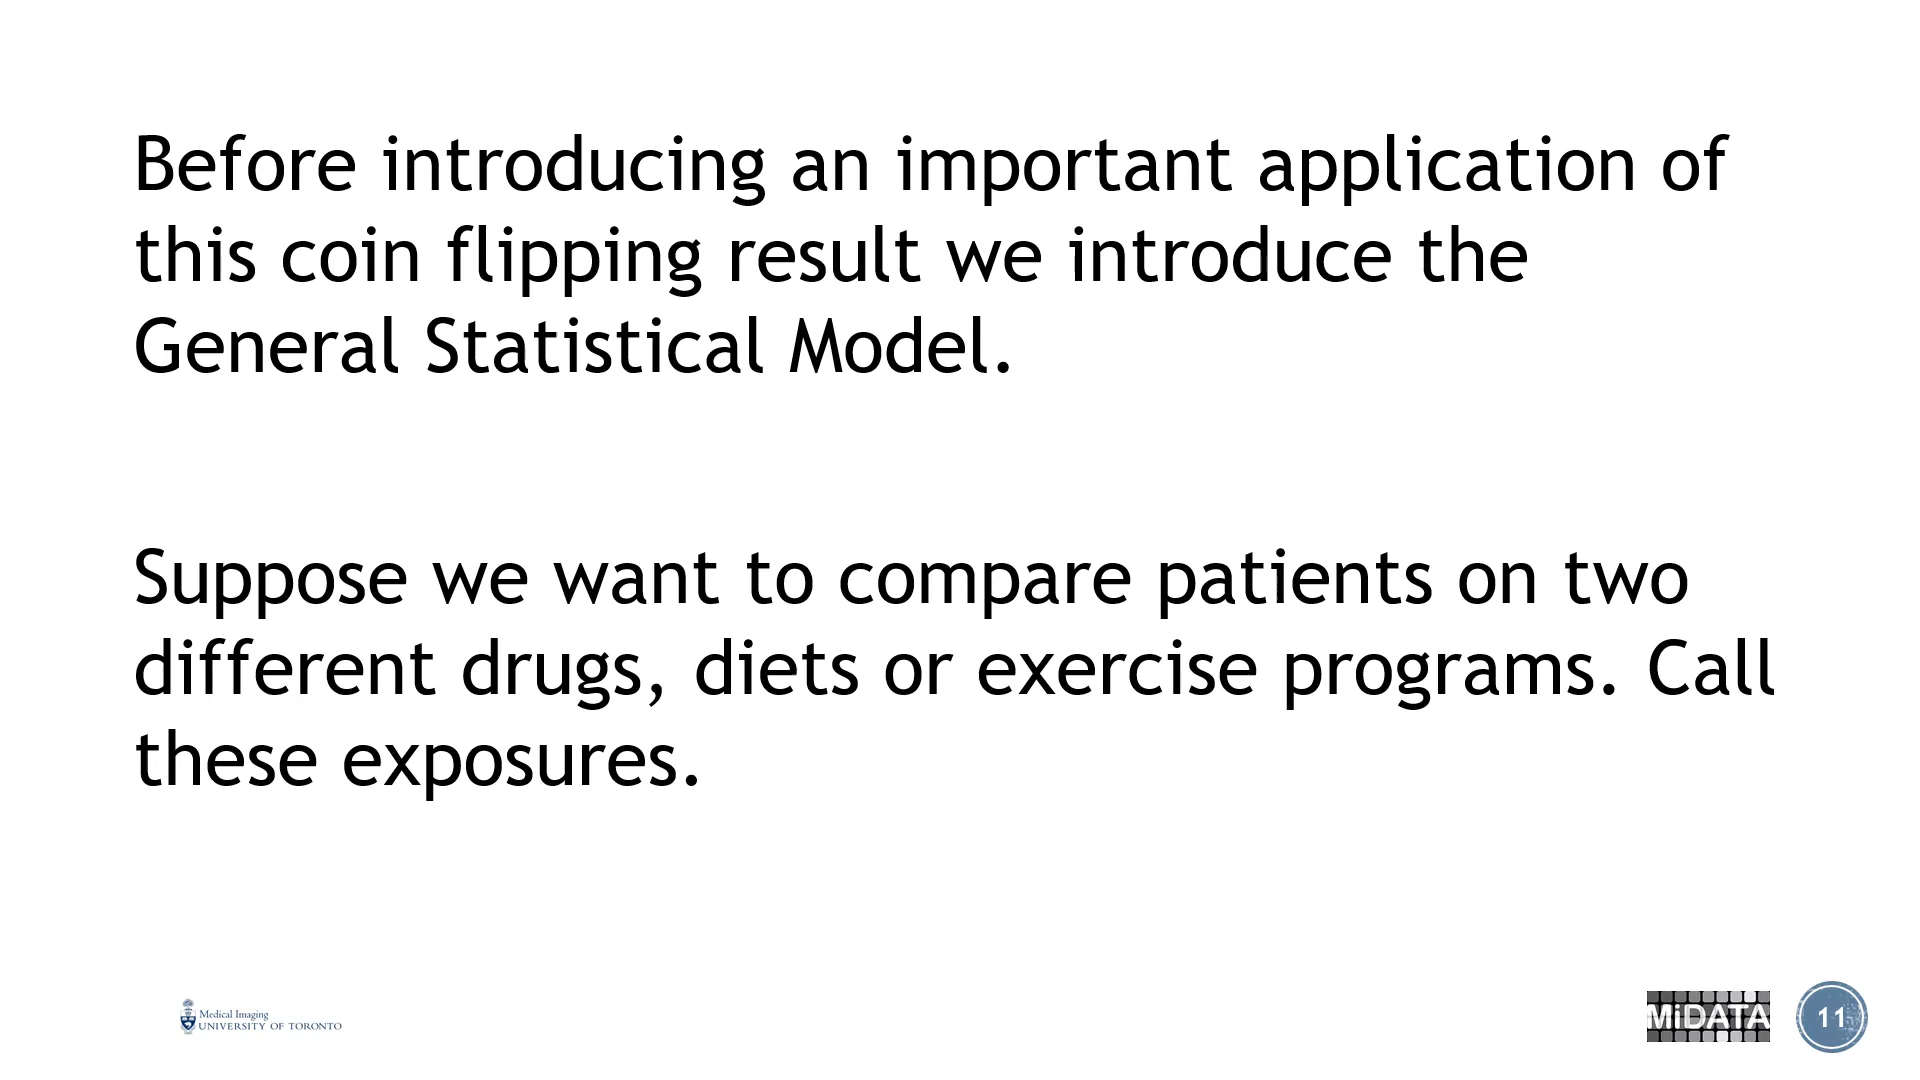 Before introducing an important application of
this coin flipping result we introduce the
General Statistical Model.
Suppose we want to compare patients on two
different drugs, diets or exercise programs. Call
these exposures.
Medical Imaging
UNIVERSITY OF TORONTO
MiDATA
11